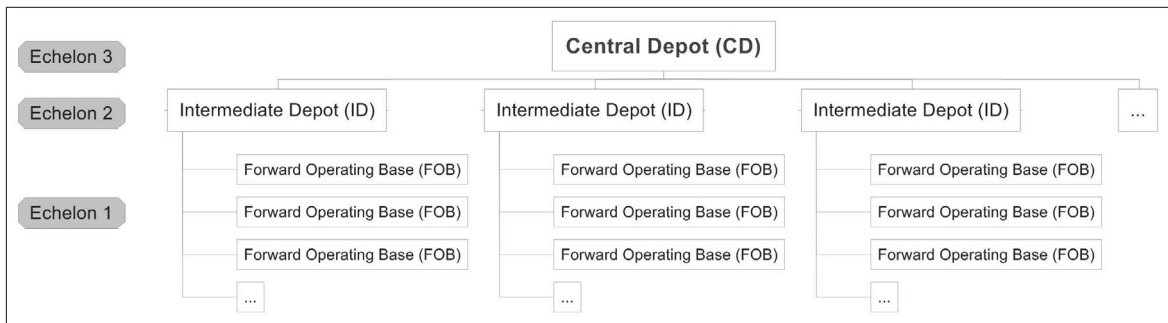 Echelon 3
Central Depot (CD)
Echelon 2
Intermediate Depot (ID)
Intermediate Depot (ID)
Intermediate Depot (ID)
...
Echelon 1
Forward Operating Base (FOB)
Forward Operating Base (FOB)
Forward Operating Base (FOB)
...
Forward Operating Base (FOB)
Forward Operating Base (FOB)
Forward Operating Base (FOB)
...
Forward Operating Base (FOB)
Forward Operating Base (FOB)
Forward Operating Base (FOB)
...